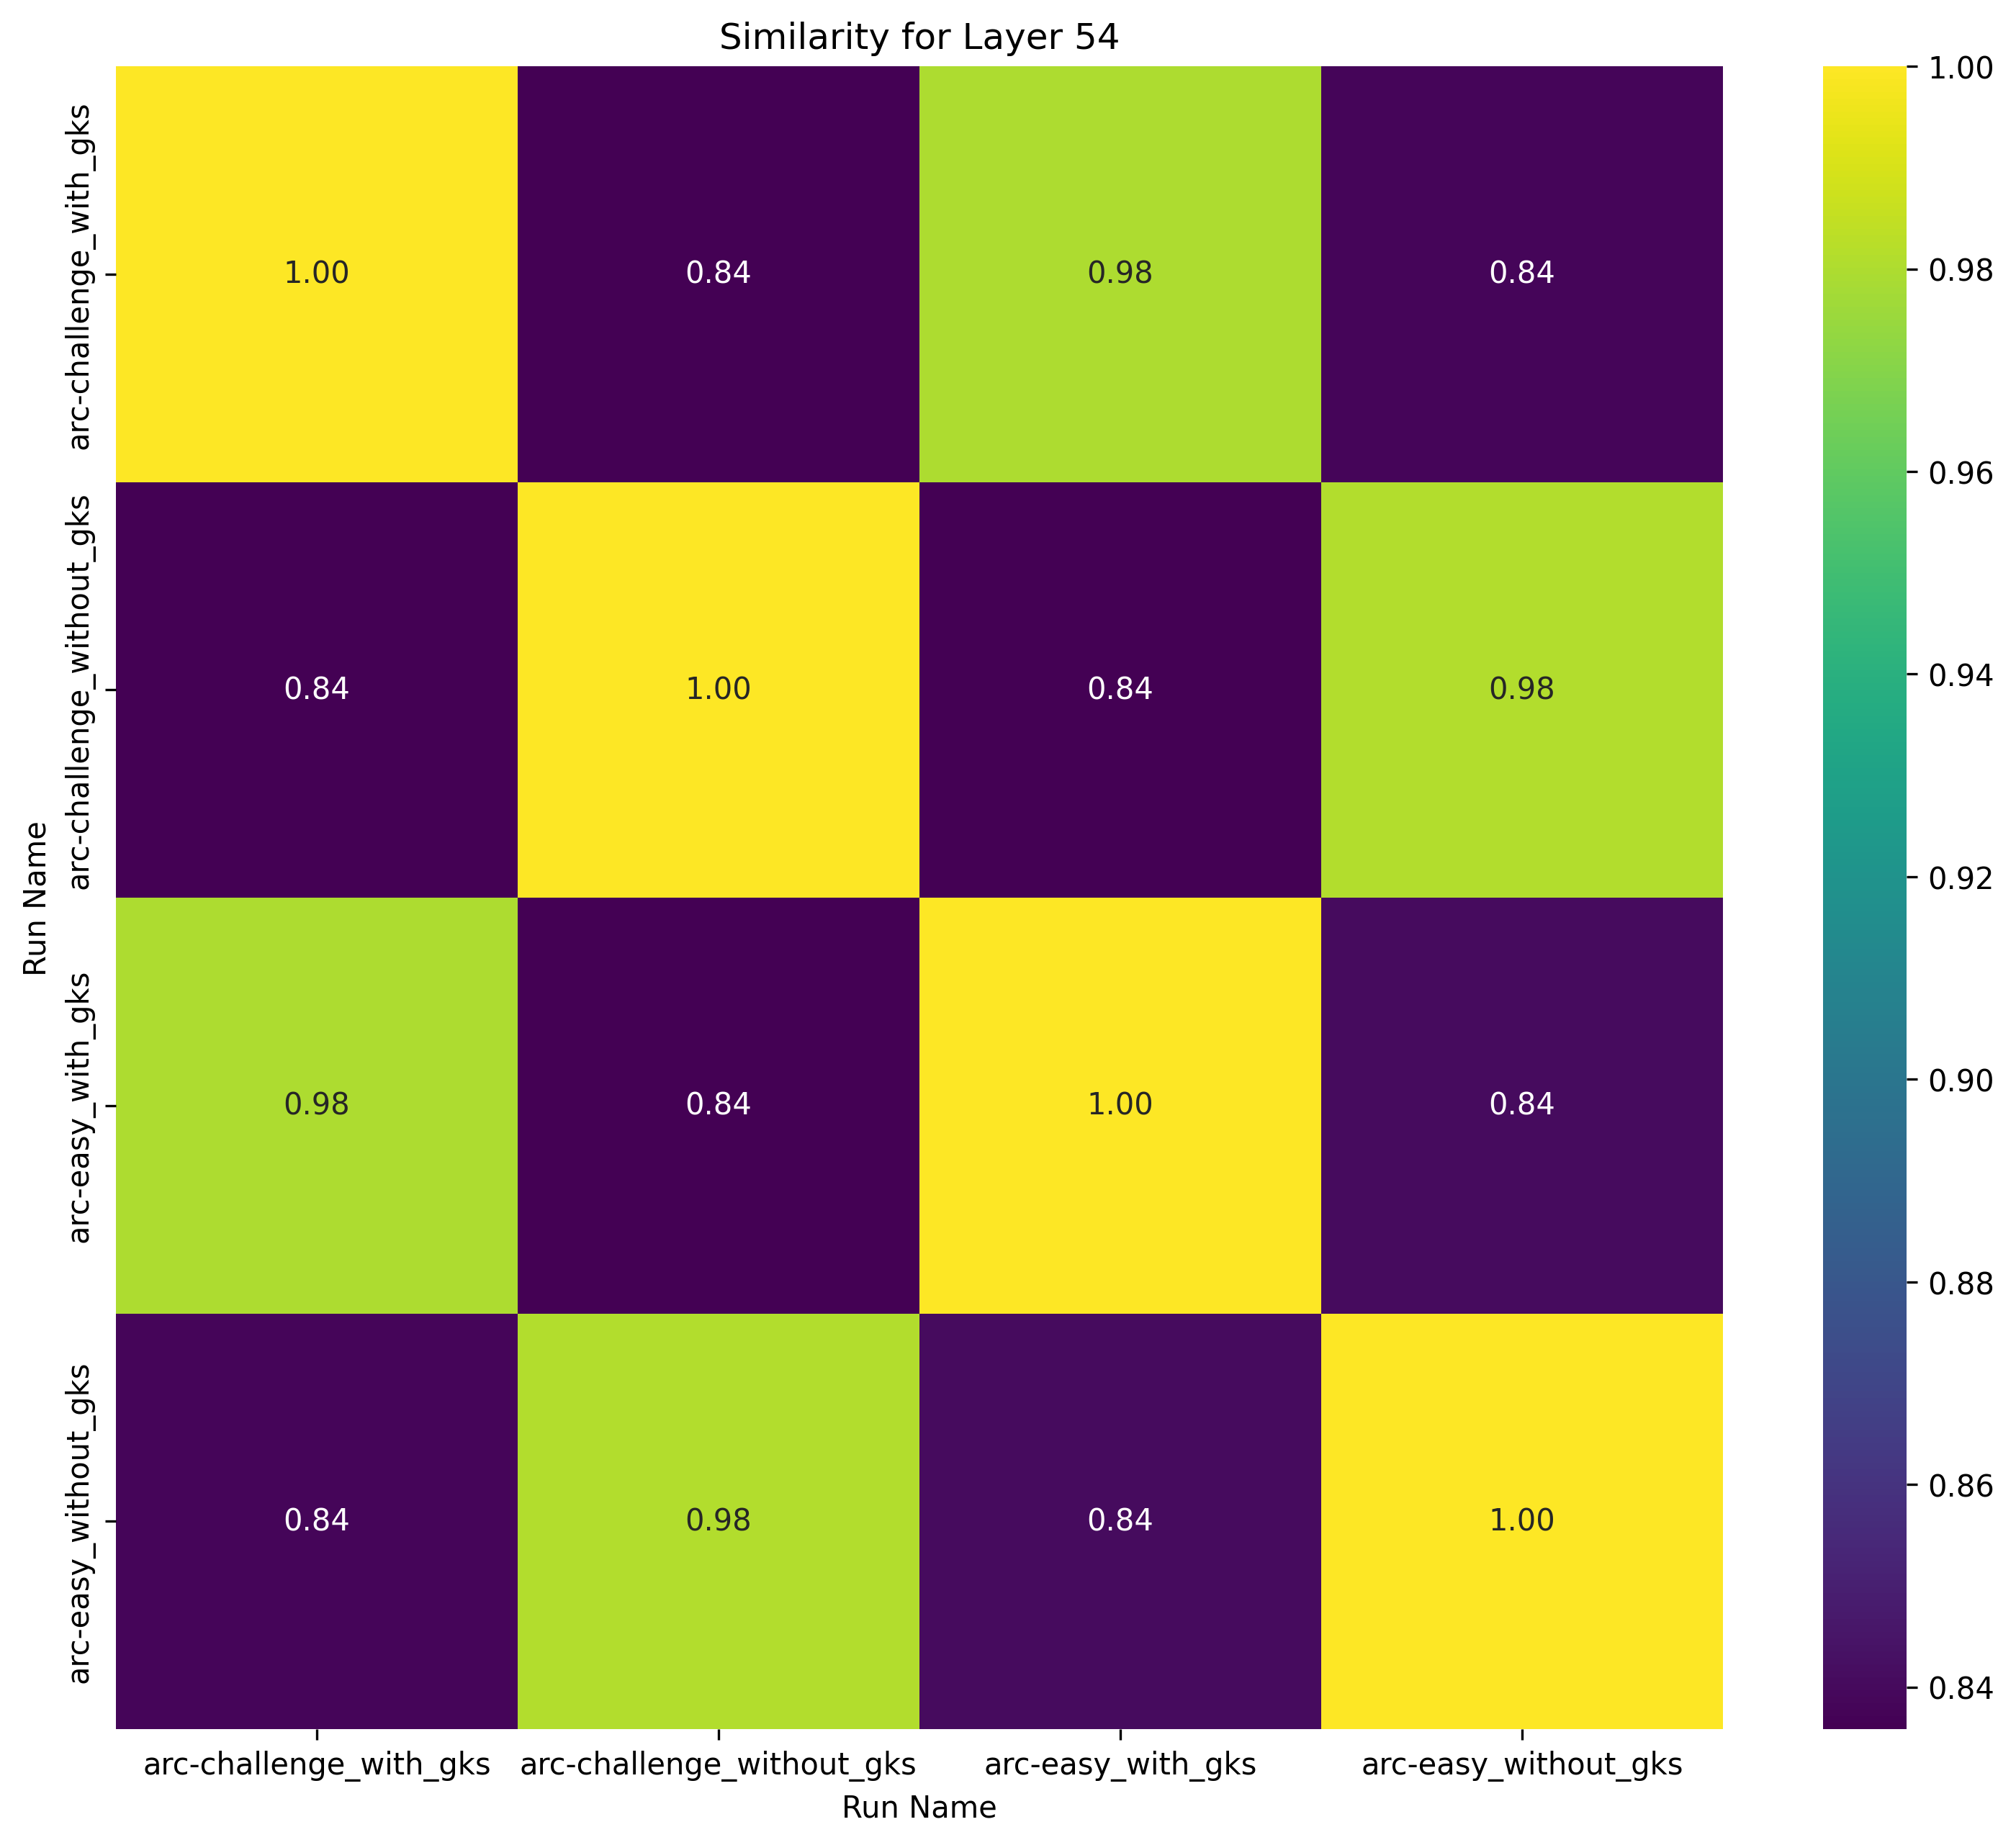 Similarity for Layer 54
Run Name
arc-challenge_with_gks
1.00
0.84
0.98
0.84
arc-challenge_without_gks
0.84
1.00
0.84
0.98
arc-easy_with_gks
0.98
0.84
1.00
0.84
arc-easy_without_gks
0.84
0.98
0.84
1.00
arc-challenge_with_gks
arc-challenge_without_gks
arc-easy_with_gks
arc-easy_without_gks
Run Name
1.00
0.98
0.96
0.94
0.92
0.90
0.88
0.86
0.84